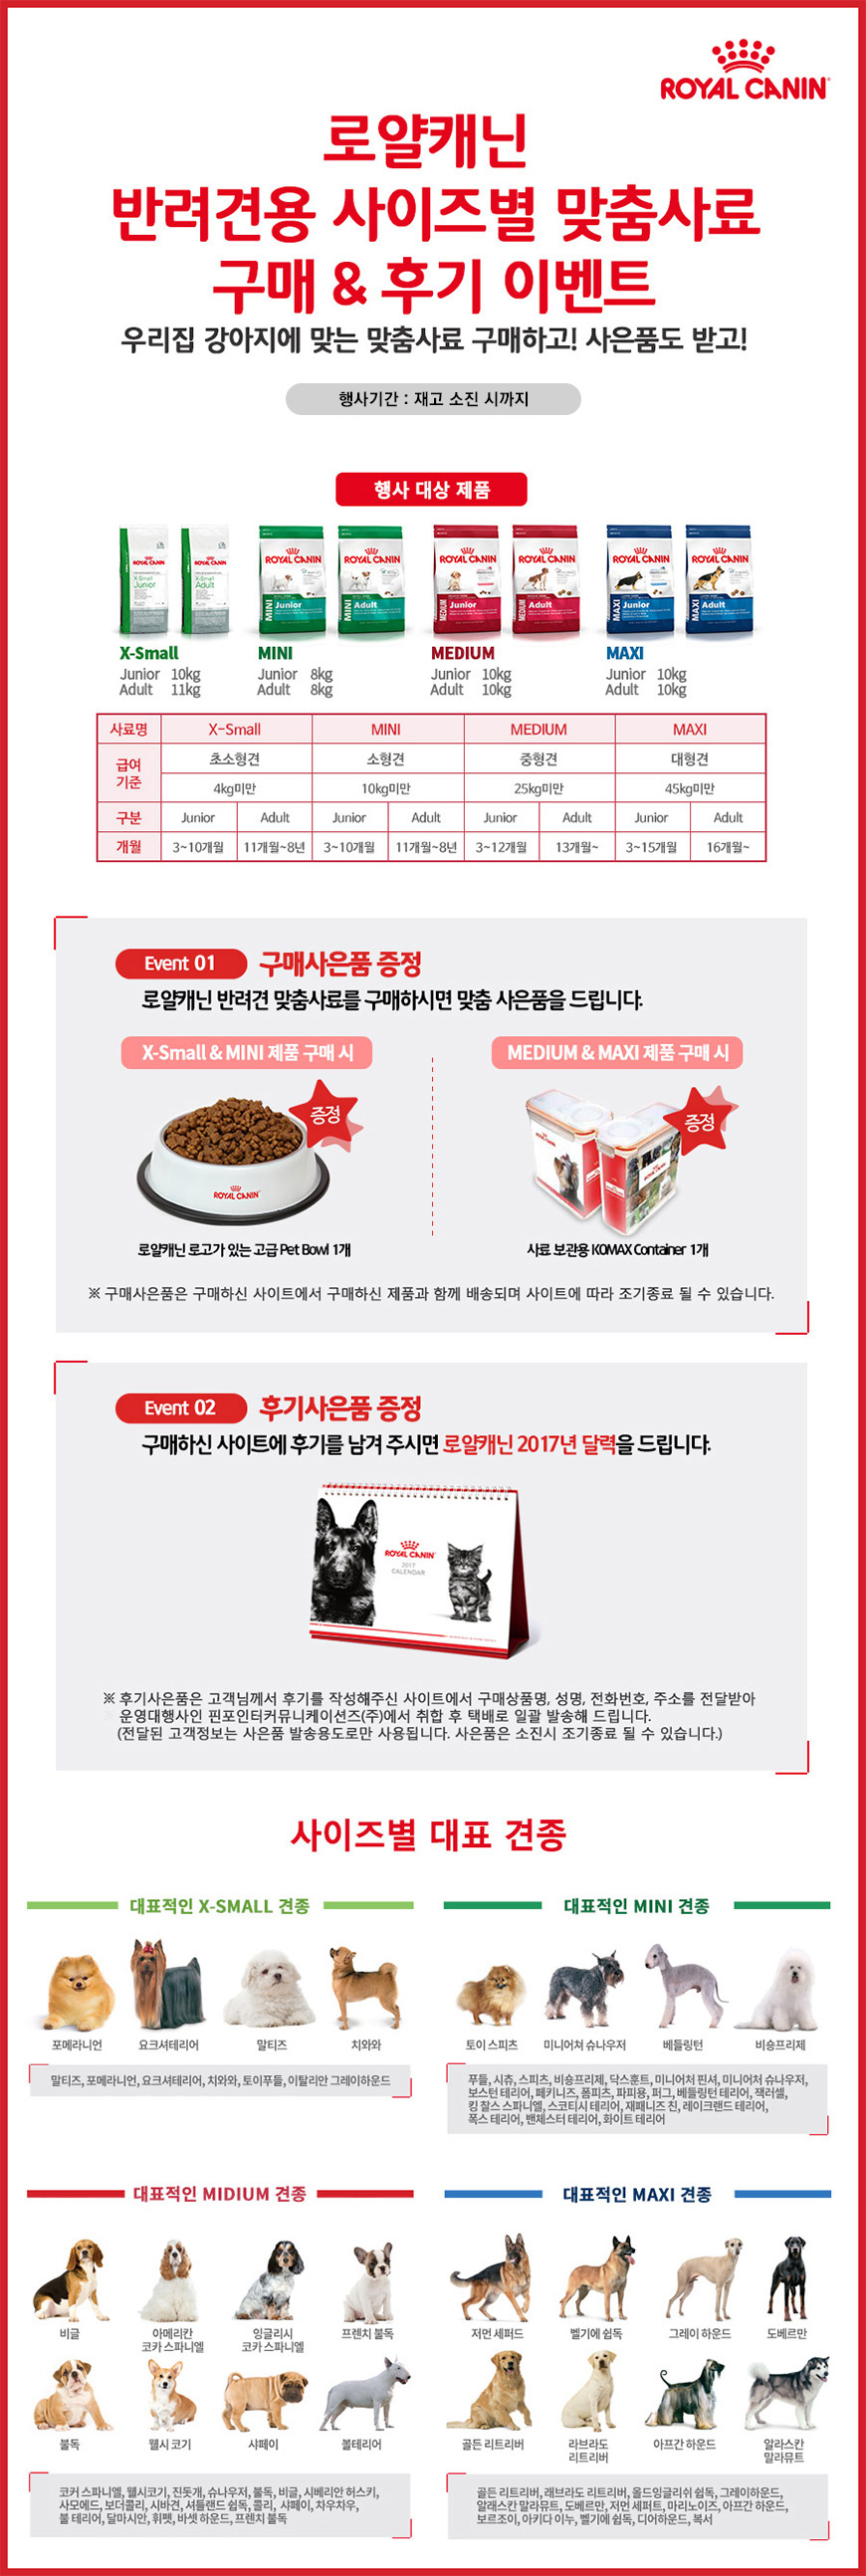 ROYAL CANIN
로얄캐닌
반려견용 사이즈별 맞춤사료
구매 & 후기 이벤트
우리집 강아지에 맞는 맞춤사료 구매하고! 사은품도 받고!
행사기간 : 재고 소진 시까지
행사 대상 제품
X-Small Junior
X-Small Adult
ROYAL CANIN MINI Junior
ROYAL CANIN MINI Adult
ROYAL CANIN MEDIUM Junior
ROYAL CANIN MEDIUM Adult
ROYAL CANIN MAXI Junior
ROYAL CANIN MAXI Adult
X-Small MINI MEDIUM MAXI
Junior 10kg Junior 8kg Junior 10kg Junior 10kg
Adult 11kg Adult 8kg Adult 10kg Adult 10kg
사료명 X-Small MINI MEDIUM MAXI
급여 기준 초소형견 소형견 중형견 대형견
4kg미만 10kg미만 25kg미만 45kg미만
구분 Junior Adult Junior Adult Junior Adult Junior Adult
개월 3~10개월 11개월~8년 3~10개월 11개월~8년 3~12개월 13개월~ 3~15개월 16개월~
Event 01 구매사은품 증정
로얄캐닌 반려견 맞춤사료를 구매하시면 맞춤 사은품을 드립니다.
X-Small & MINI 제품 구매 시
증정
ROYAL CANIN
로얄캐닌 로고가 있는 고급 Pet Bowl 1개
MEDIUM & MAXI 제품 구매 시
증정
사료 보관용 KOMAX Container 1개
※ 구매사은품은 구매하신 사이트에서 구매하신 제품과 함께 배송되며 사이트에 따라 조기종료 될 수 있습니다.
Event 02 후기사은품 증정
구매하신 사이트에 후기를 남겨 주시면 로얄캐닌 2017년 달력을 드립니다.
ROYAL CANIN
2017
CALENDAR
※ 후기사은품은 고객님께서 후기를 작성해주신 사이트에서 구매상품명, 성명, 전화번호, 주소를 전달받아
운영대행사인 핀포인터커뮤니케이션즈(주)에서 취합 후 택배로 일괄 발송해 드립니다.
(전달된 고객정보는 사은품 발송용도로만 사용됩니다. 사은품은 소진시 조기종료 될 수 있습니다.)
사이즈별 대표 견종
대표적인 X-SMALL 견종
포메라니언 요크셔테리어 말티즈 치와와
말티즈, 포메라니언, 요크셔테리어, 치와와, 토이푸들, 이탈리안 그레이하운드
대표적인 MINI 견종
토이 스피츠 미니어쳐 슈나우저 베들링턴 비숑프리제
푸들, 시츄, 스피츠, 비숑프리제, 닥스훈트, 미니어처 핀셔, 미니어처 슈나우저,
보스턴 테리어, 페키니즈, 폼피츠, 파피용, 퍼그, 베들링턴 테리어, 잭러셀,
킹 찰스 스파니엘, 스코티시 테리어, 재패니즈 친, 레이크랜드 테리어,
폭스 테리어, 맨체스터 테리어, 화이트 테리어
대표적인 MIDIUM 견종
비글 아메리칸 코카 스파니엘 잉글리시 코카 스파니엘 프렌치 불독
불독 웰시 코기 샤페이 볼테리어
코커 스파니엘, 웰시코기, 진돗개, 슈나우저, 불독, 비글, 시베리안 허스키,
사모예드, 보더콜리, 시바견, 셔틀랜드 쉽독, 콜리, 샤페이, 차우차우,
불 테리어, 달마시안, 휘펫, 바셋 하운드, 프렌치 불독
대표적인 MAXI 견종
저먼 세퍼드 벨기에 쉽독 그레이 하운드 도베르만
골든 리트리버 라브라도 리트리버 아프간 하운드 알라스칸 말라뮤트
골든 리트리버, 래브라도 리트리버, 올드잉글리쉬 쉽독, 그레이하운드,
알래스칸 말라뮤트, 도베르만, 저먼 세퍼트, 마리노이즈, 아프간 하운드,
보르조이, 아키다 이누, 벨기에 쉽독, 디어하운드, 복서